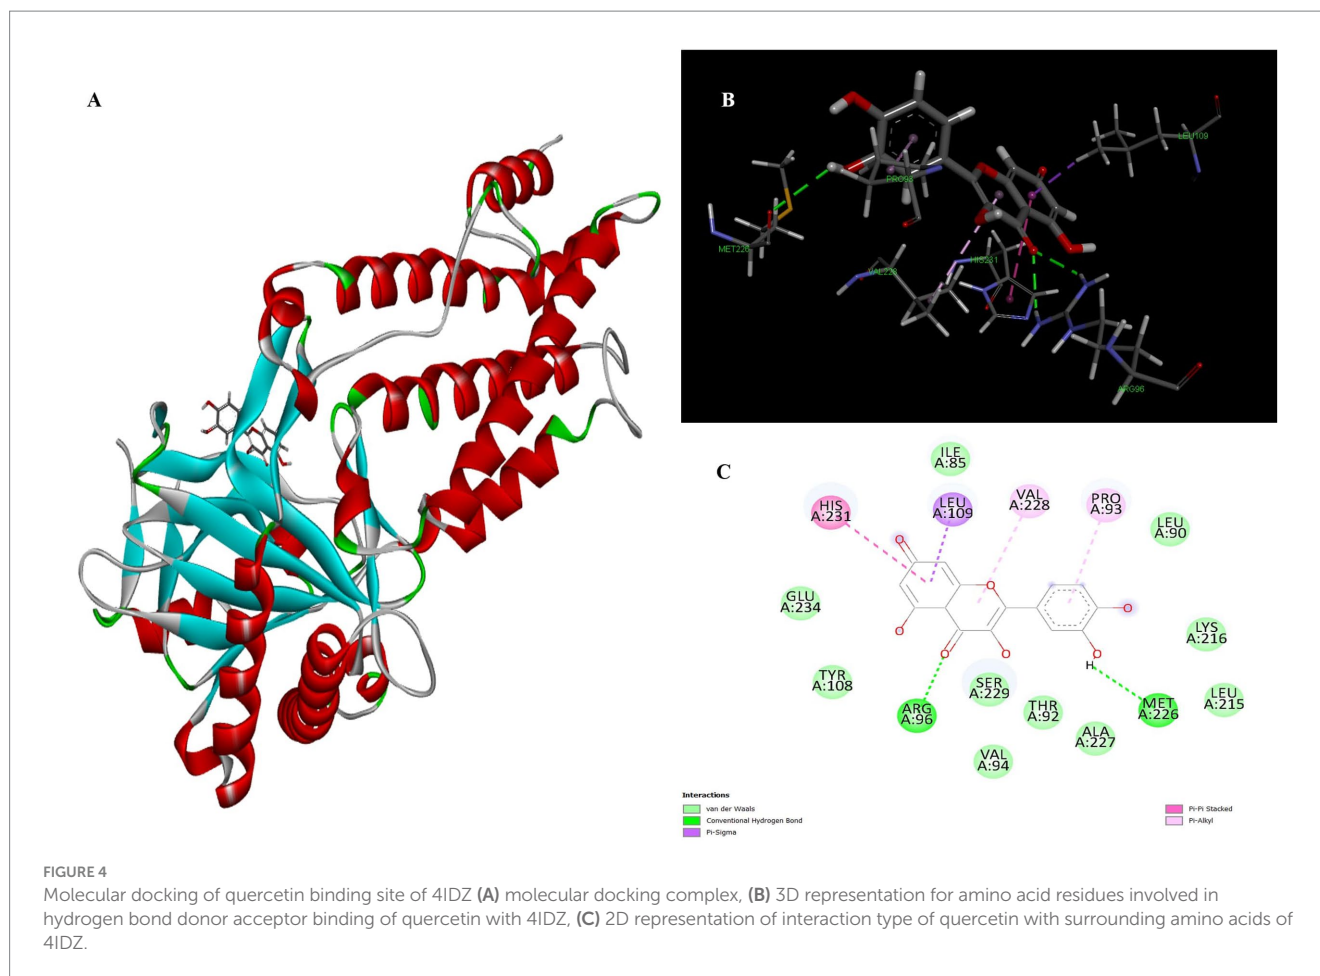 A
B
LEU109
PRO93
MET226
VAL228
HIS231
ARG96
C
ILE
A:85
HIS
A:231
LEU
A:109
VAL
A:228
PRO
A:93
LEU
A:90
GLU
A:234
LYS
A:216
TYR
A:108
SER
A:229
ARG
A:96
THR
A:92
MET
A:226
LEU
A:215
ALA
A:227
VAL
A:94
O
O
O
O
O
O
O
H
Interactions
van der Waals
Conventional Hydrogen Bond
Pi-Sigma
Pi-Pi Stacked
Pi-Alkyl
FIGURE 4
Molecular docking of quercetin binding site of 4IDZ (A) molecular docking complex, (B) 3D representation for amino acid residues involved in
hydrogen bond donor acceptor binding of quercetin with 4IDZ, (C) 2D representation of interaction type of quercetin with surrounding amino acids of
4IDZ.